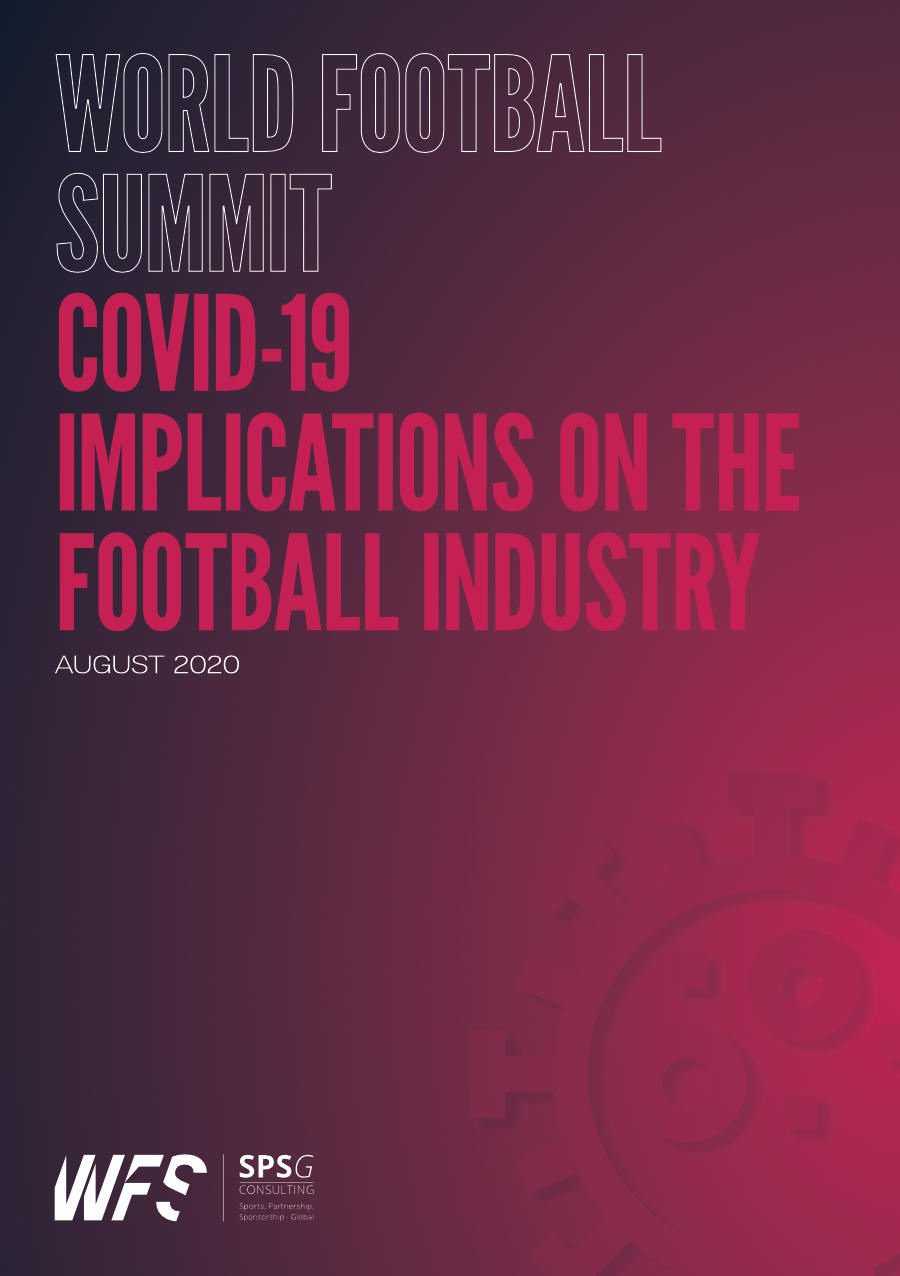 WORLD FOOTBALL
SUMMIT
COVID-19
IMPLICATIONS ON THE
FOOTBALL INDUSTRY
AUGUST 2020
WFS
SPSG
CONSULTING
Sports, Partnership,
Sponsorship · Global